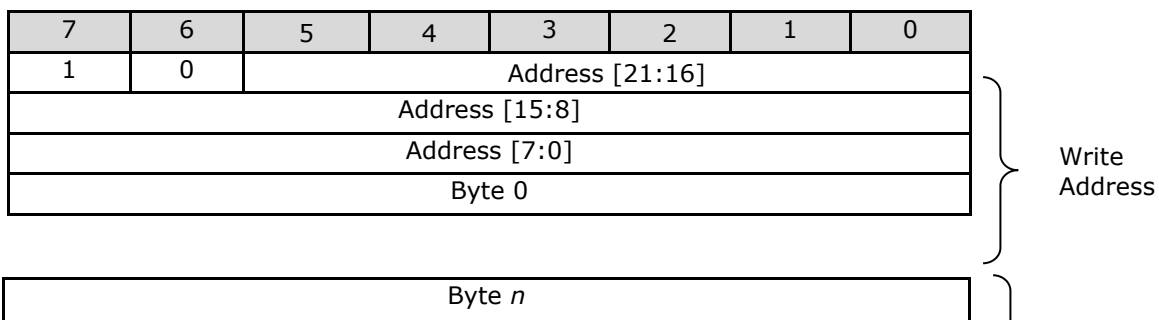 7 6 5 4 3 2 1 0
1 0 Address [21:16]
Address [15:8]
Address [7:0]
Byte 0
Write
Address
Byte n